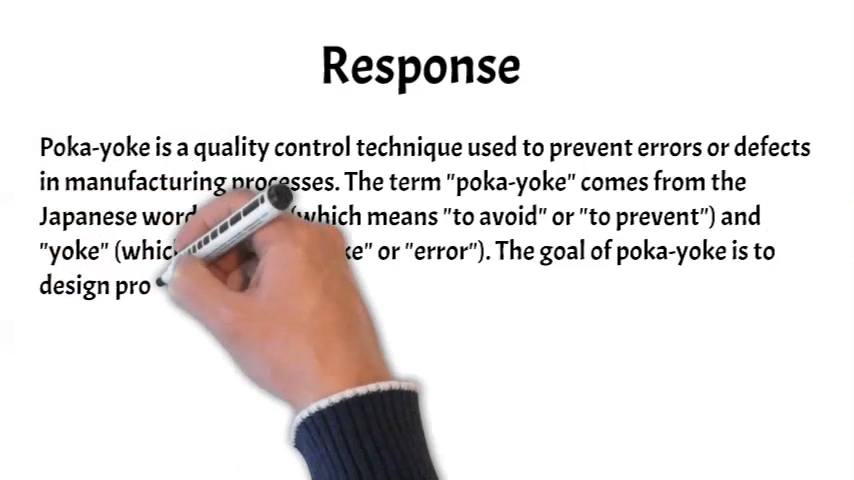 Response
Poka-yoke is a quality control technique used to prevent errors or defects
in manufacturing processes. The term "poka-yoke" comes from the
Japanese word (which means "to avoid" or "to prevent") and
"yoke" or "error"). The goal of poka-yoke is to
design pro